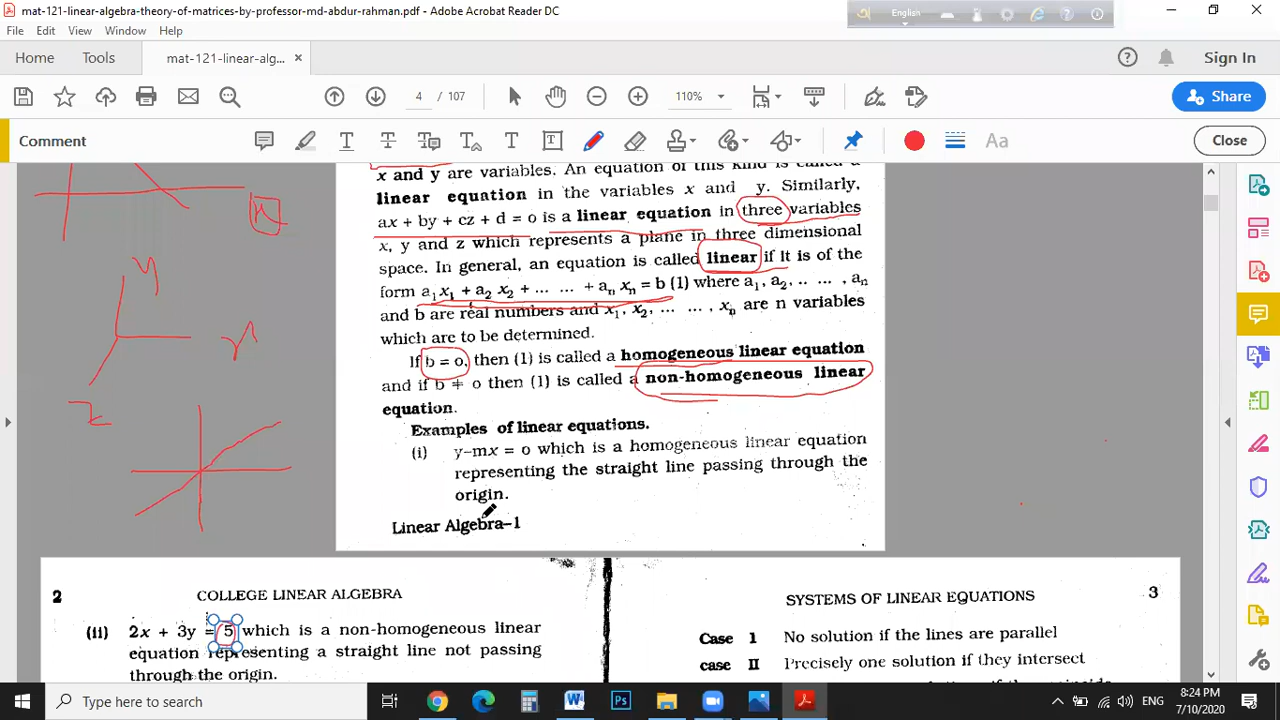 mat-121-linear-algebra-theory-of-matrices-by-professor-md-abdur-rahman.pdf - Adobe Acrobat Reader DC
English
File Edit View Window Help
Home Tools mat-121-linear-alg... × Sign In
4 / 107 110% Share
Comment Aa Close
x and y are variables. An equation of this kind is called a
linear equation in the variables x and y. Similarly,
ax + by + cz + d = o is a linear equation in three variables
x, y and z which represents a plane in three dimensional
space. In general, an equation is called linear if it is of the
form a₁ x₁ + a₂ x₂ + ... ... + aₙ xₙ = b (1) where a₁, a₂, .. ... , aₙ
and b are real numbers and x₁, x₂, ... ... , xₙ are n variables
which are to be determined.
If b = o, then (1) is called a homogeneous linear equation
and if b ≠ o then (1) is called a non-homogeneous linear
equation.
Examples of linear equations.
(i) y–mx = o which is a homogeneous linear equation
representing the straight line passing through the
origin.
Linear Algebra–1
y
x
z
2 COLLEGE LINEAR ALGEBRA
(ii) 2x + 3y = 5 which is a non-homogeneous linear
equation representing a straight line not passing
through the origin.
SYSTEMS OF LINEAR EQUATIONS 3
Case I No solution if the lines are parallel
case II Precisely one solution if they intersect
Type here to search
ENG
8:24 PM
7/10/2020